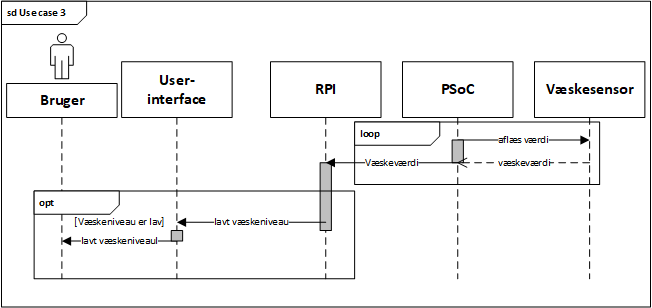 sd Use case 3
Bruger
User-
interface
RPI
PSoC
Væskesensor
loop
aflæs værdi
Væskeværdi
væskeværdi
opt
[Væskeniveau er lav]
lavt væskeniveau
lavt væskeniveaul